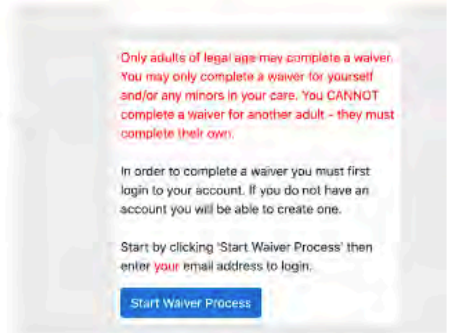 Only adults of legal age may complete a waiver.
You may only complete a waiver for yourself
and/or any minors in your care. You CANNOT
complete a waiver for another adult - they must
complete their own.
In order to complete a waiver you must first
login to your account. If you do not have an
account you will be able to create one.
Start by clicking 'Start Waiver Process' then
enter your email address to login.
Start Waiver Process